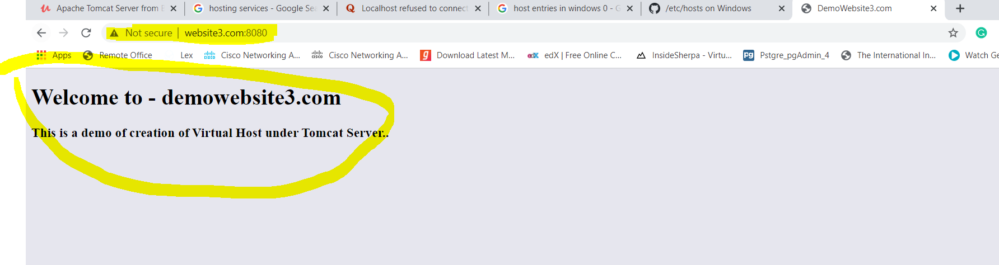 Apache Tomcat Server from
hosting services - Google Sea
Localhost refused to connect
host entries in windows 0 - G
/etc/hosts on Windows
DemoWebsite3.com
Not secure | website3.com:8080
Apps
Remote Office
Lex
Cisco Networking A...
Cisco Networking A...
Download Latest M...
edX | Free Online C...
InsideSherpa - Virtu...
Pstgre_pgAdmin_4
The International In...
Watch Ge
Welcome to - demowebsite3.com
This is a demo of creation of Virtual Host under Tomcat Server..